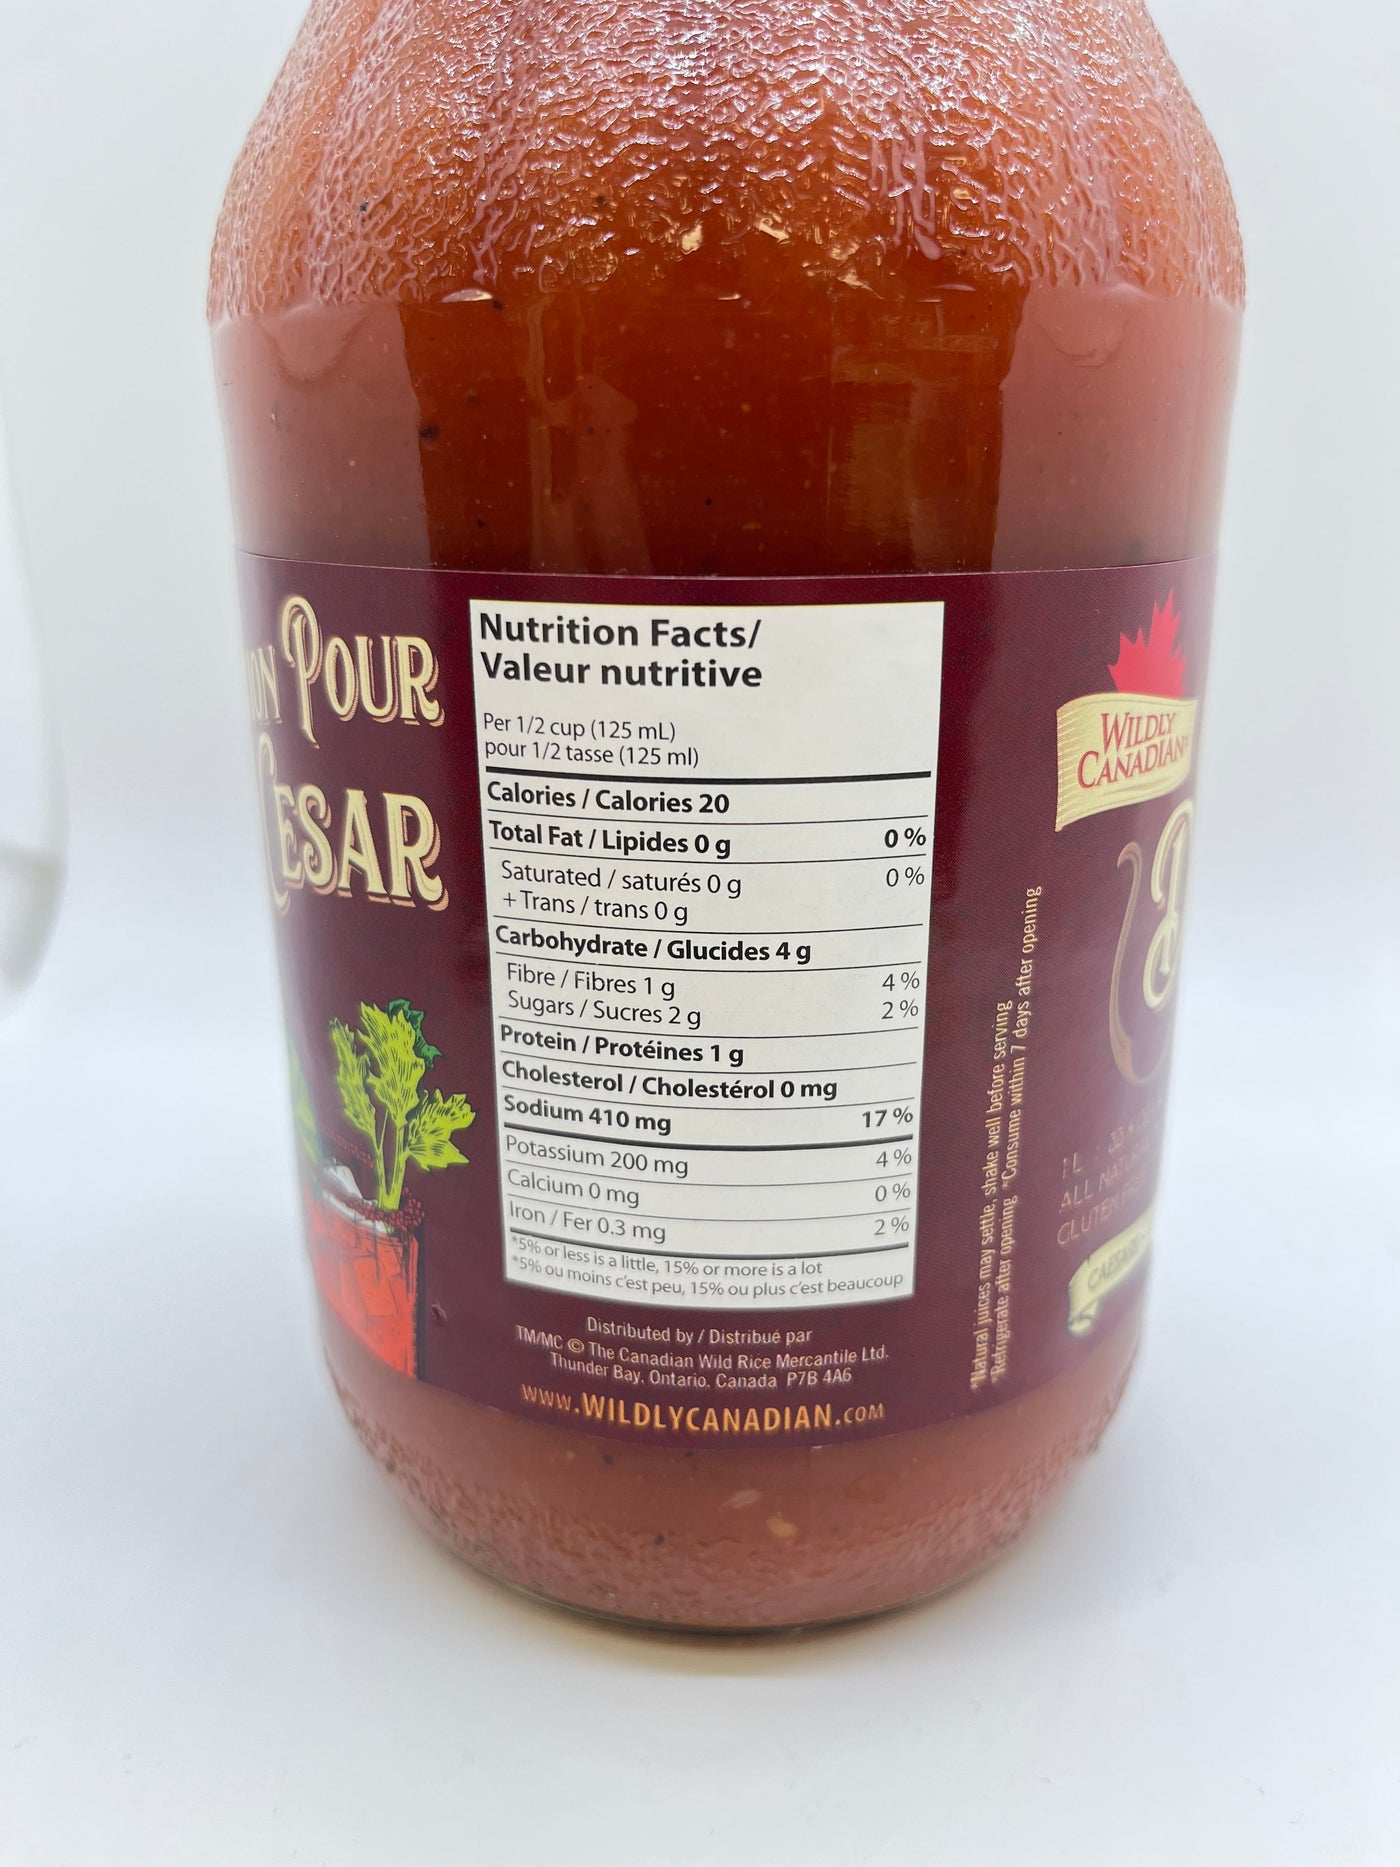 POUR
CESAR
Nutrition Facts/
Valeur nutritive
Per 1/2 cup (125 mL)
pour 1/2 tasse (125 ml)
Calories / Calories 20
Total Fat / Lipides 0 g 0 %
Saturated / saturés 0 g 0 %
+ Trans / trans 0 g
Carbohydrate / Glucides 4 g
Fibre / Fibres 1 g 4 %
Sugars / Sucres 2 g 2 %
Protein / Protéines 1 g
Cholesterol / Cholestérol 0 mg
Sodium 410 mg 17 %
Potassium 200 mg 4 %
Calcium 0 mg 0 %
Iron / Fer 0.3 mg 2 %
*5% or less is a little, 15% or more is a lot
*5% ou moins c'est peu, 15% ou plus c'est beaucoup
Distributed by / Distribué par
TM/MC © The Canadian Wild Rice Mercantile Ltd.
Thunder Bay, Ontario, Canada P7B 4A6
WWW.WILDLYCANADIAN.COM
*Natural juices may settle, shake well before serving
*Refrigerate after opening *Consume within 7 days after opening
WILDLY
CANADIAN
1L
ALL
GLUTEN